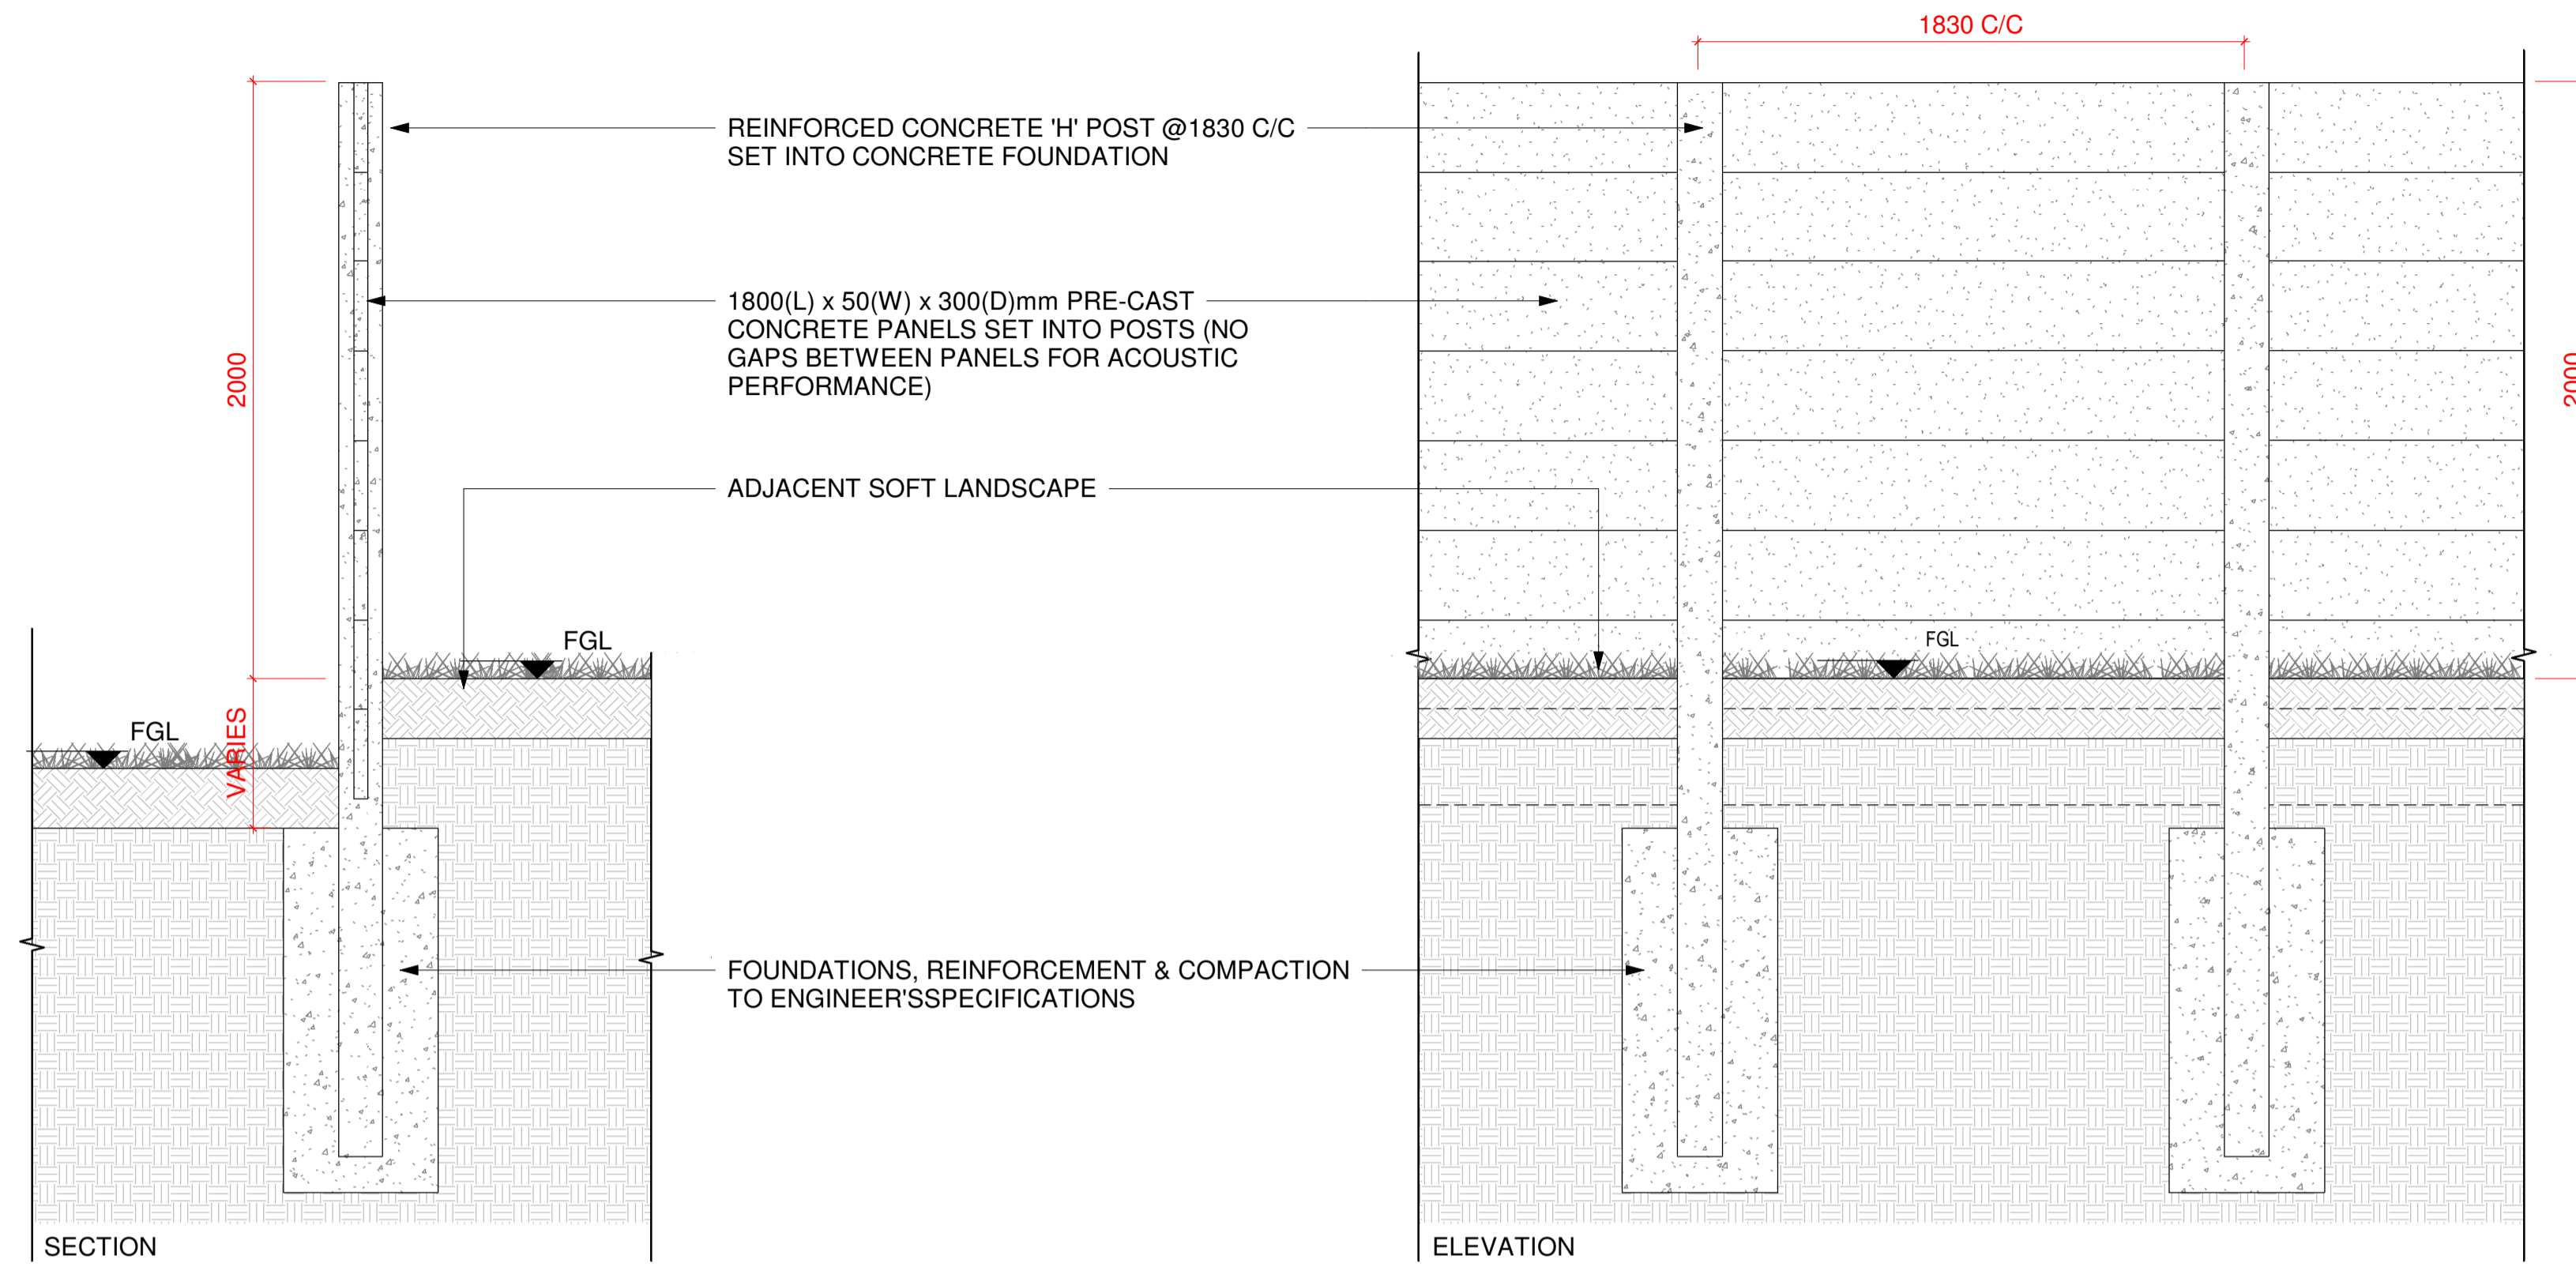 1830 C/C
REINFORCED CONCRETE 'H' POST @1830 C/C
SET INTO CONCRETE FOUNDATION
1800(L) x 50(W) x 300(D)mm PRE-CAST
CONCRETE PANELS SET INTO POSTS (NO
GAPS BETWEEN PANELS FOR ACOUSTIC
PERFORMANCE)
2000
2000
ADJACENT SOFT LANDSCAPE
FGL
FGL
FGL
VARIES
FOUNDATIONS, REINFORCEMENT & COMPACTION
TO ENGINEER'SSPECIFICATIONS
SECTION
ELEVATION